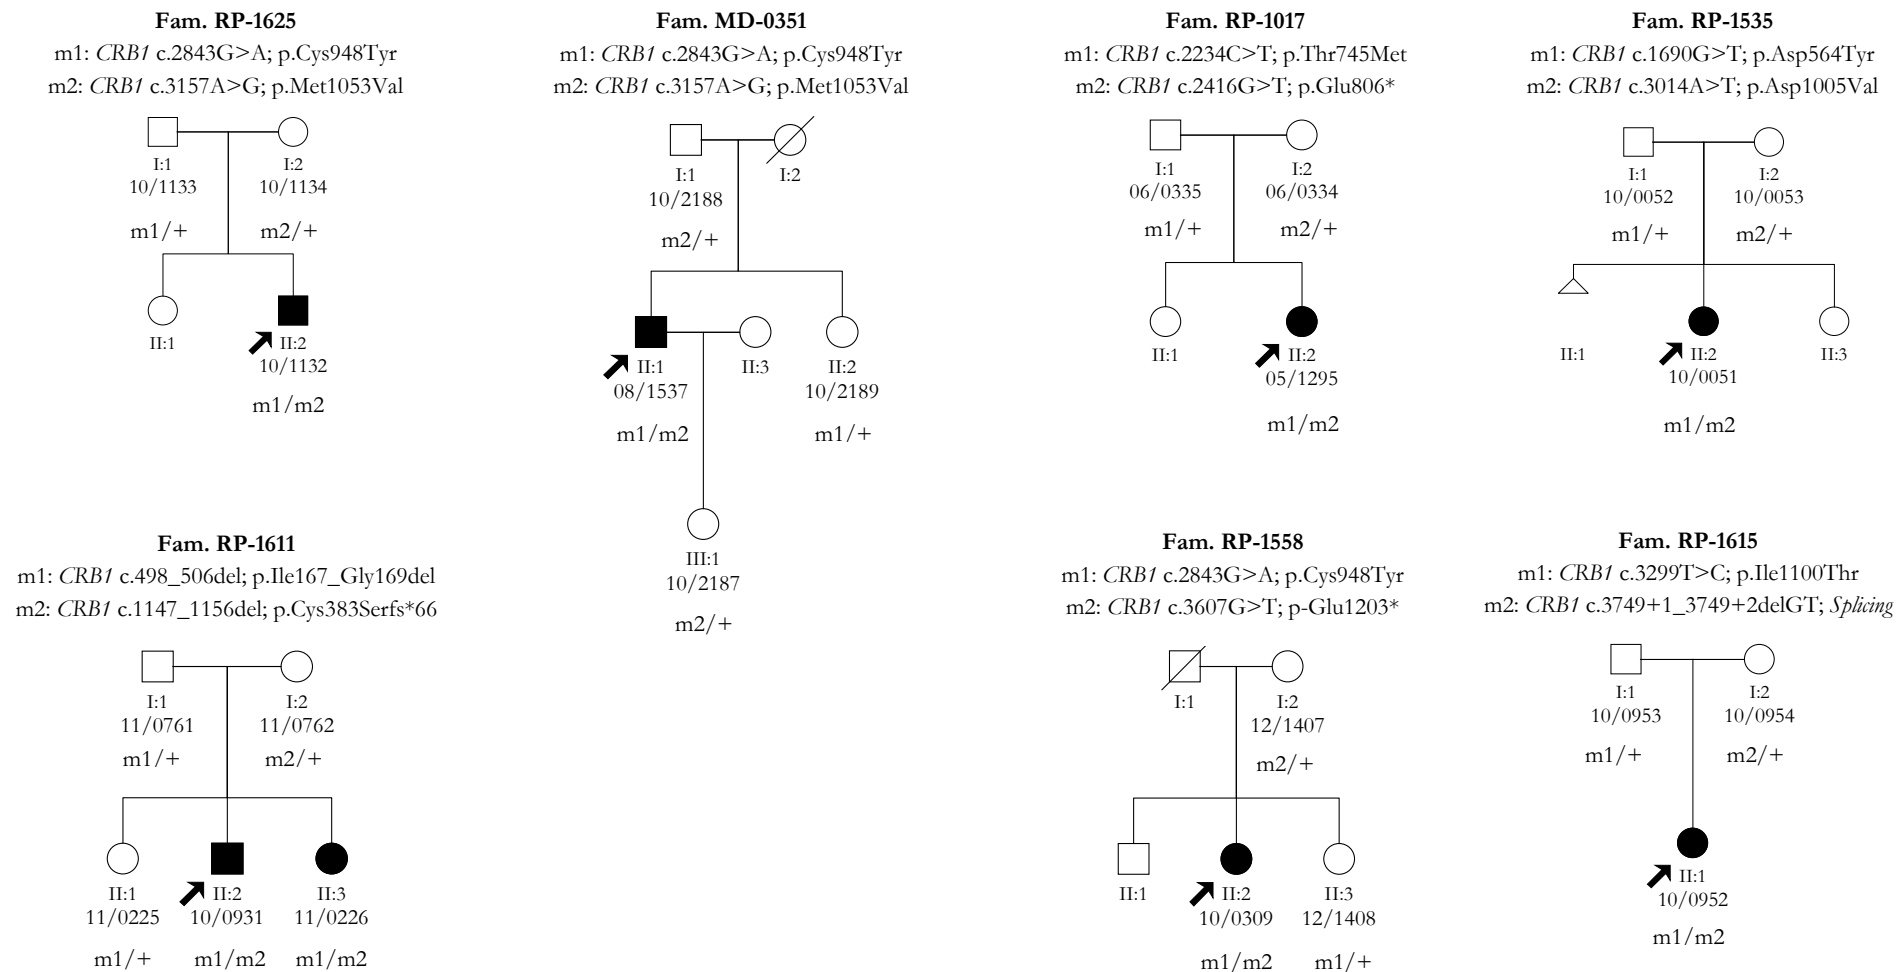 Fam. RP-1625
m1: CRB1 c.2843G>A; p.Cys948Tyr
m2: CRB1 c.3157A>G; p.Met1053Val
I:1 I:2
10/1133 10/1134
m1/+ m2/+
II:1 II:2
10/1132
m1/m2
Fam. MD-0351
m1: CRB1 c.2843G>A; p.Cys948Tyr
m2: CRB1 c.3157A>G; p.Met1053Val
I:1 I:2
10/2188
m2/+
II:1 II:3 II:2
08/1537 10/2189
m1/m2 m1/+
III:1
10/2187
m2/+
Fam. RP-1017
m1: CRB1 c.2234C>T; p.Thr745Met
m2: CRB1 c.2416G>T; p.Glu806*
I:1 I:2
06/0335 06/0334
m1/+ m2/+
II:1 II:2
05/1295
m1/m2
Fam. RP-1535
m1: CRB1 c.1690G>T; p.Asp564Tyr
m2: CRB1 c.3014A>T; p.Asp1005Val
I:1 I:2
10/0052 10/0053
m1/+ m2/+
II:1 II:2 II:3
10/0051
m1/m2
Fam. RP-1611
m1: CRB1 c.498_506del; p.Ile167_Gly169del
m2: CRB1 c.1147_1156del; p.Cys383Serfs*66
I:1 I:2
11/0761 11/0762
m1/+ m2/+
II:1 II:2 II:3
11/0225 10/0931 11/0226
m1/+ m1/m2 m1/m2
Fam. RP-1558
m1: CRB1 c.2843G>A; p.Cys948Tyr
m2: CRB1 c.3607G>T; p-Glu1203*
I:1 I:2
12/1407
m2/+
II:1 II:2 II:3
10/0309 12/1408
m1/m2 m1/+
Fam. RP-1615
m1: CRB1 c.3299T>C; p.Ile1100Thr
m2: CRB1 c.3749+1_3749+2delGT; Splicing
I:1 I:2
10/0953 10/0954
m1/+ m2/+
II:1
10/0952
m1/m2